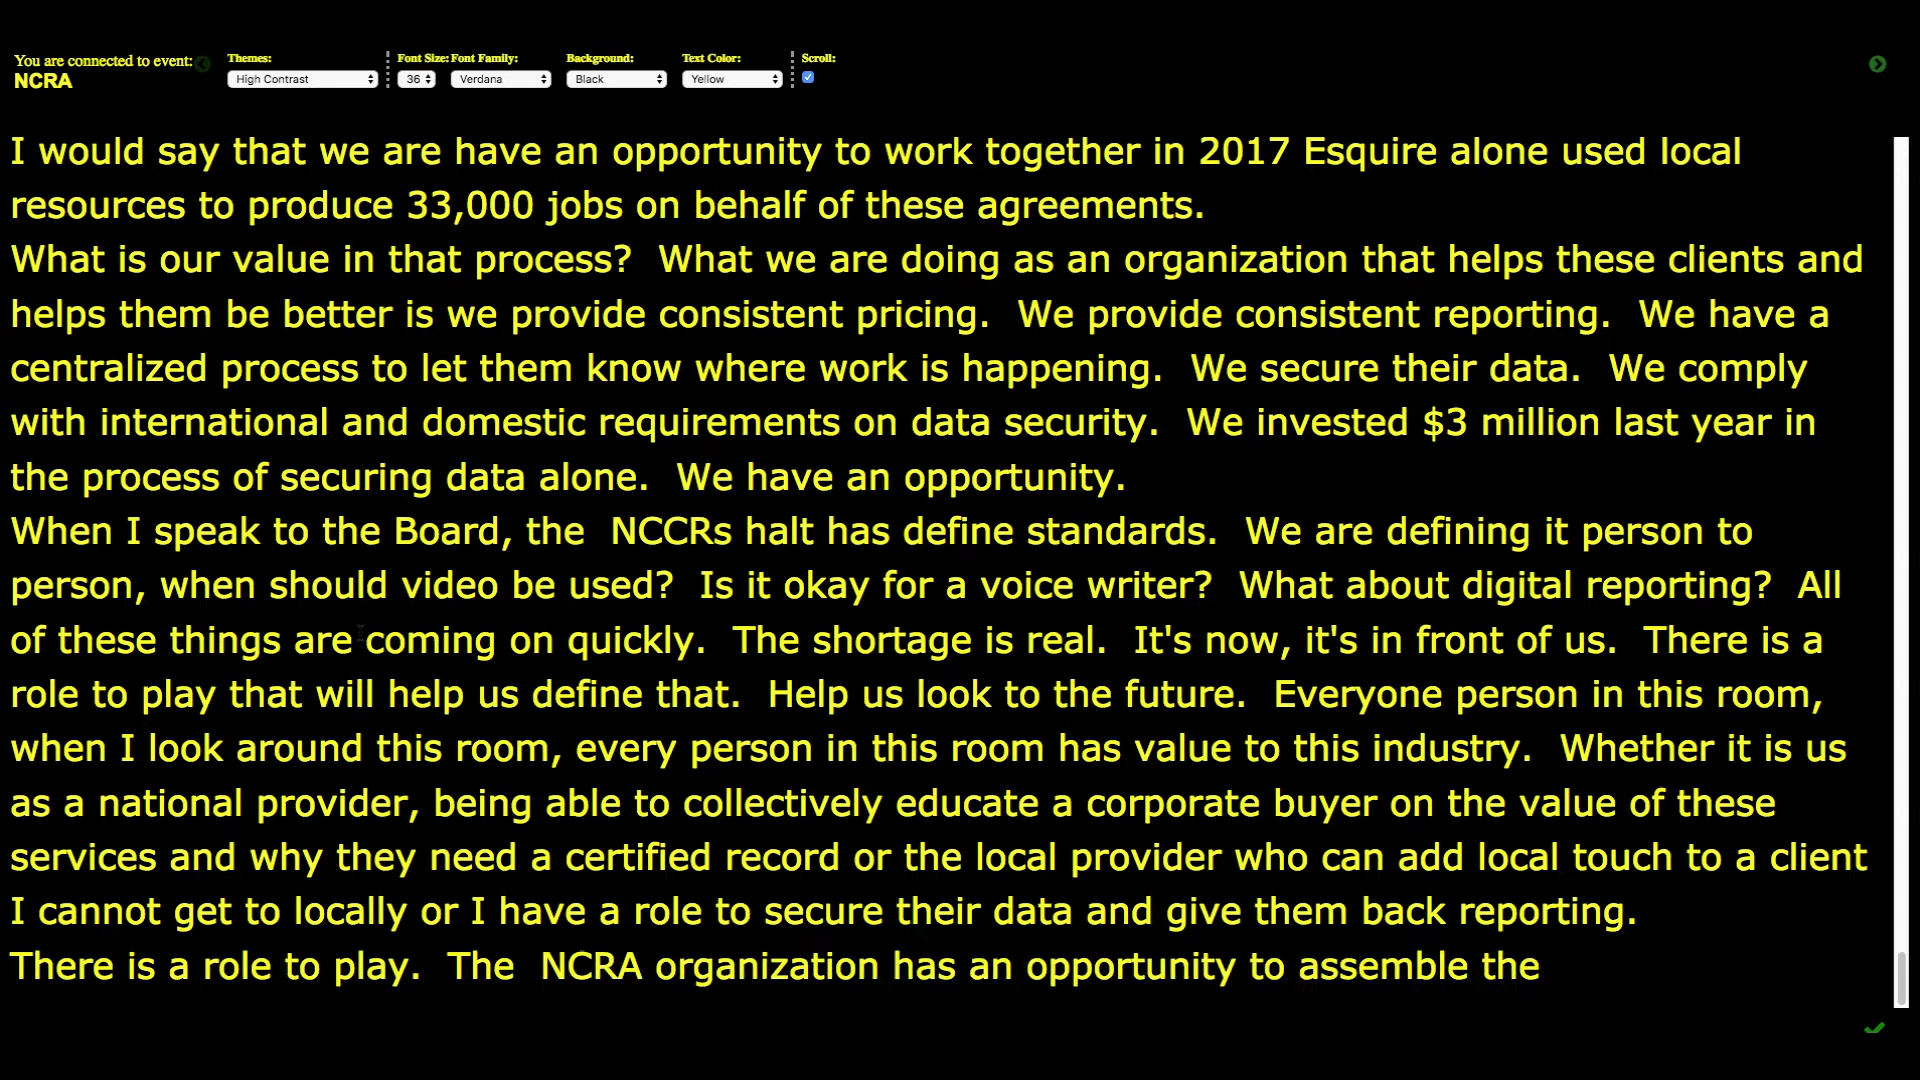 You are connected to event:
NCRA
Themes:
High Contrast
Font Size:
36
Font Family:
Verdana
Background:
Black
Text Color:
Yellow
Scroll:
I would say that we are have an opportunity to work together in 2017 Esquire alone used local
resources to produce 33,000 jobs on behalf of these agreements.
What is our value in that process?  What we are doing as an organization that helps these clients and
helps them be better is we provide consistent pricing.  We provide consistent reporting.  We have a
centralized process to let them know where work is happening.  We secure their data.  We comply
with international and domestic requirements on data security.  We invested $3 million last year in
the process of securing data alone.  We have an opportunity.
When I speak to the Board, the  NCCRs halt has define standards.  We are defining it person to
person, when should video be used?  Is it okay for a voice writer?  What about digital reporting?  All
of these things are coming on quickly.  The shortage is real.  It's now, it's in front of us.  There is a
role to play that will help us define that.  Help us look to the future.  Everyone person in this room,
when I look around this room, every person in this room has value to this industry.  Whether it is us
as a national provider, being able to collectively educate a corporate buyer on the value of these
services and why they need a certified record or the local provider who can add local touch to a client
I cannot get to locally or I have a role to secure their data and give them back reporting.
There is a role to play.  The  NCRA organization has an opportunity to assemble the